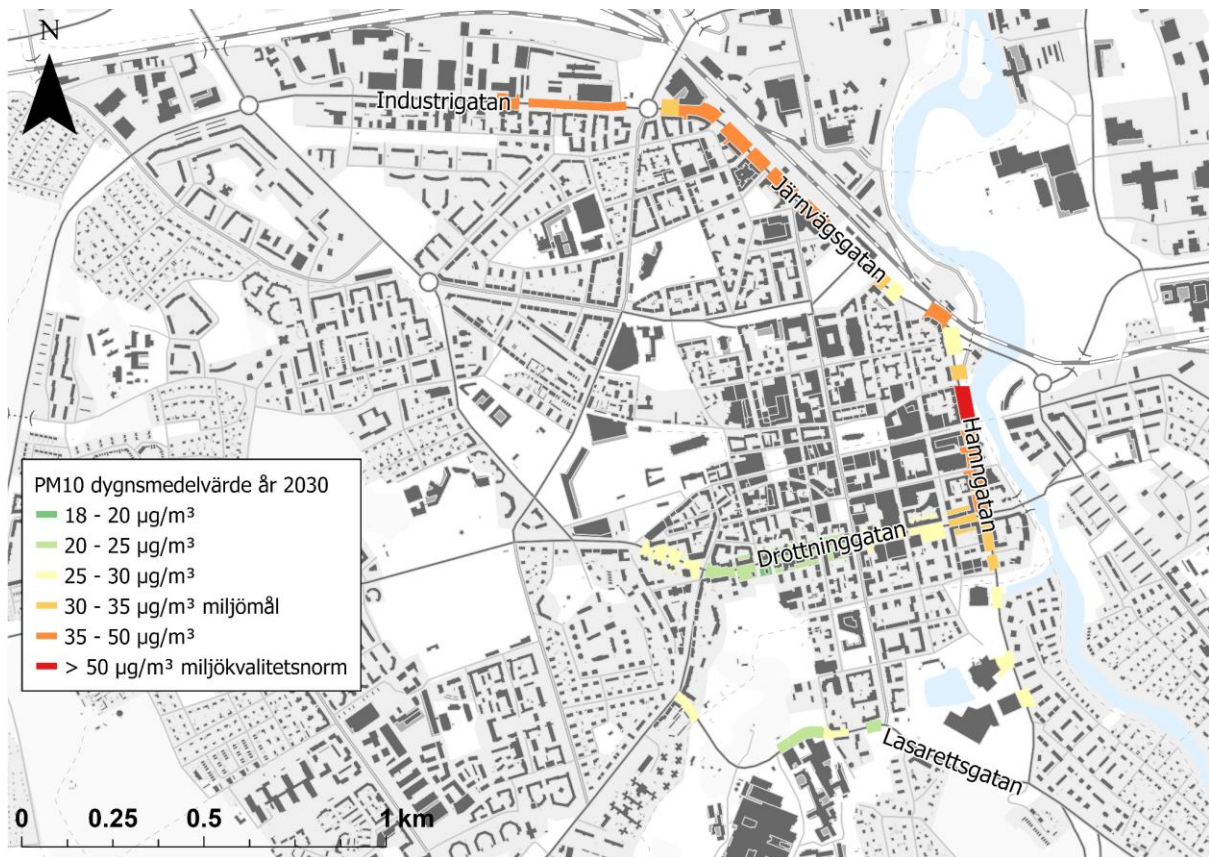 N
Industrigatan
Järnvägsgatan
Hamngatan
Drottninggatan
Lasarettsgatan
PM10 dygnsmedelvärde år 2030
18 - 20 µg/m³
20 - 25 µg/m³
25 - 30 µg/m³
30 - 35 µg/m³ miljömål
35 - 50 µg/m³
> 50 µg/m³ miljökvalitetsnorm
0 0.25 0.5 1 km